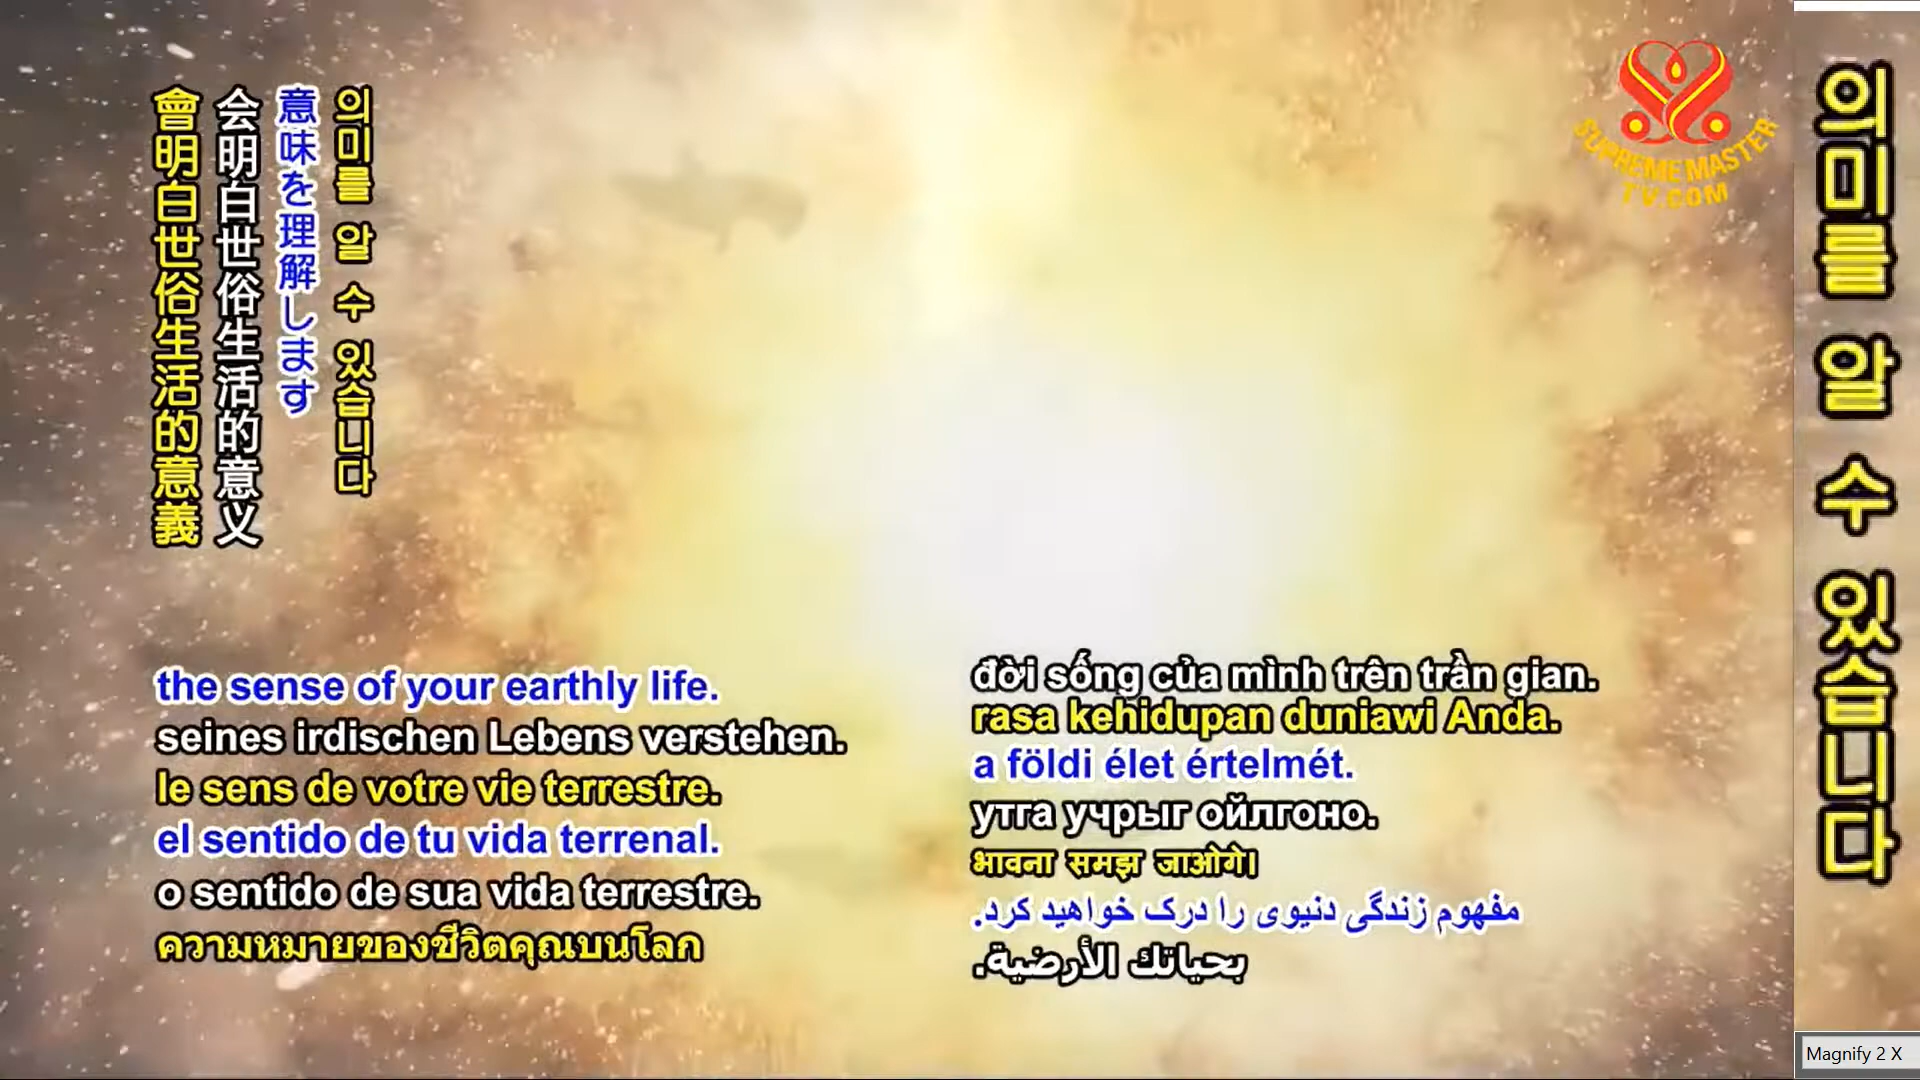 의미를 알 수 있습니다
意味を理解します
会明白世俗生活的意义
會明白世俗生活的意義
SUPREME MASTER
TV.COM
the sense of your earthly life.
seines irdischen Lebens verstehen.
le sens de votre vie terrestre.
el sentido de tu vida terrenal.
o sentido de sua vida terrestre.
ความหมายของชีวิตคุณบนโลก
đời sống của mình trên trần gian.
rasa kehidupan duniawi Anda.
a földi élet értelmét.
утга учрыг ойлгоно.
भावना समझ जाओगे।
مفهوم زندگی دنیوی را درک خواهید کرد.
بحياتك الأرضية.
의미를 알 수 있습니다
Magnify 2 X